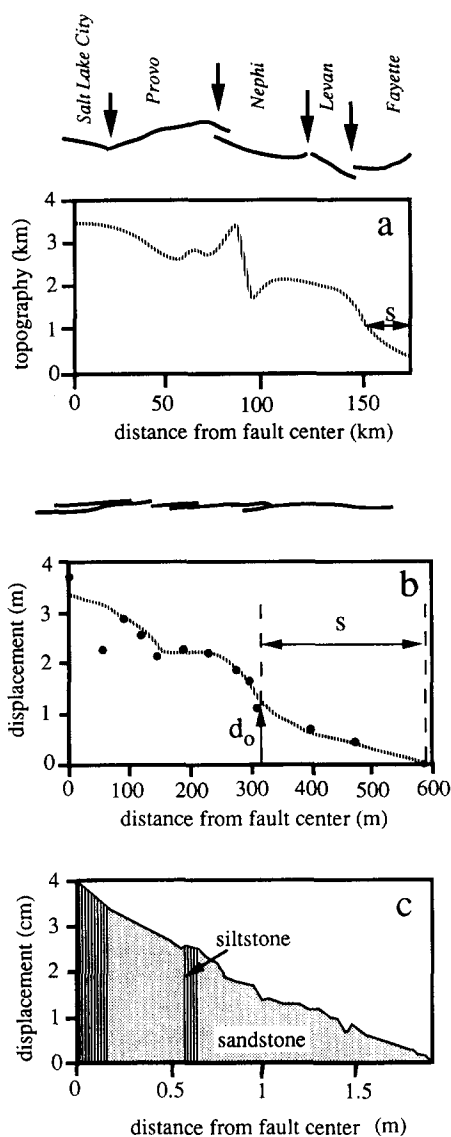 Salt Lake City
Provo
Nephi
Levan
Fayette
a
4
3
2
1
0
topography (km)
s
0 50 100 150
distance from fault center (km)
b
4
3
2
1
0
displacement (m)
s
do
0 100 200 300 400 500 600
distance from fault center (m)
c
4
3
2
1
0
displacement (cm)
siltstone
sandstone
0 0.5 1 1.5
distance from fault center (m)